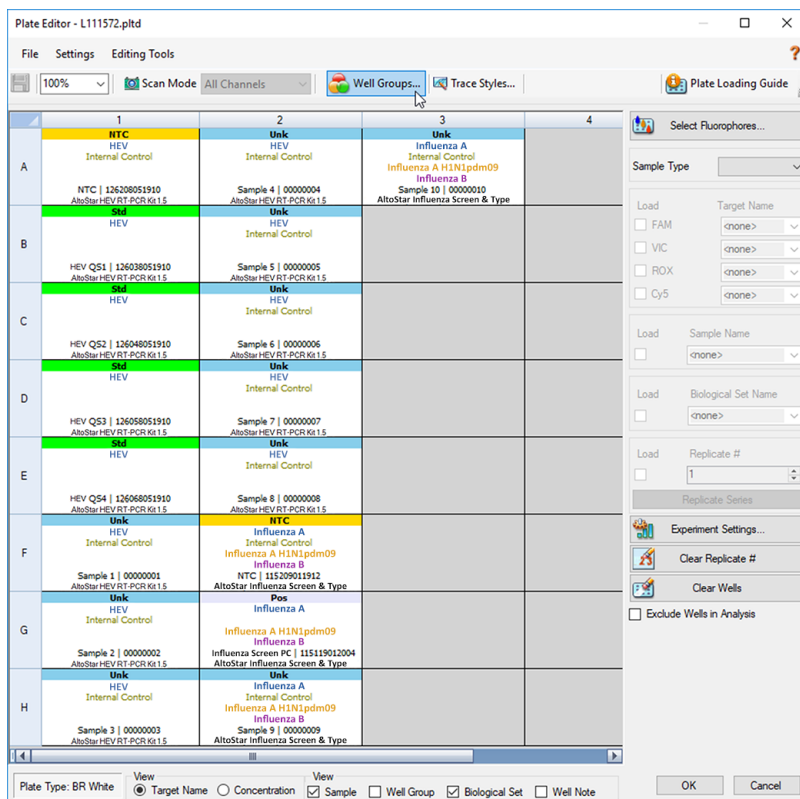 Plate Editor - L111572.pltd
File Settings Editing Tools ?
100% Scan Mode All Channels Well Groups... Trace Styles... Plate Loading Guide
1 2 3 4
A
NTC
HEV
Internal Control
NTC | 126208051910
AltoStar HEV RT-PCR Kit 1.5
Unk
HEV
Internal Control
Sample 4 | 00000004
AltoStar HEV RT-PCR Kit 1.5
Unk
Influenza A
Internal Control
Influenza A H1N1pdm09
Influenza B
Sample 10 | 00000010
AltoStar Influenza Screen & Type
B
Std
HEV
HEV QS1 | 126038051910
AltoStar HEV RT-PCR Kit 1.5
Unk
HEV
Internal Control
Sample 5 | 00000005
AltoStar HEV RT-PCR Kit 1.5
C
Std
HEV
HEV QS2 | 126048051910
AltoStar HEV RT-PCR Kit 1.5
Unk
HEV
Internal Control
Sample 6 | 00000006
AltoStar HEV RT-PCR Kit 1.5
D
Std
HEV
HEV QS3 | 126058051910
AltoStar HEV RT-PCR Kit 1.5
Unk
HEV
Internal Control
Sample 7 | 00000007
AltoStar HEV RT-PCR Kit 1.5
E
Std
HEV
HEV QS4 | 126068051910
AltoStar HEV RT-PCR Kit 1.5
Unk
HEV
Internal Control
Sample 8 | 00000008
AltoStar HEV RT-PCR Kit 1.5
F
Unk
HEV
Internal Control
Sample 1 | 00000001
AltoStar HEV RT-PCR Kit 1.5
NTC
Influenza A
Internal Control
Influenza A H1N1pdm09
Influenza B
NTC | 115209011912
AltoStar Influenza Screen & Type
G
Unk
HEV
Internal Control
Sample 2 | 00000002
AltoStar HEV RT-PCR Kit 1.5
Pos
Influenza A
Influenza A H1N1pdm09
Influenza B
Influenza Screen PC | 115119012004
AltoStar Influenza Screen & Type
H
Unk
HEV
Internal Control
Sample 3 | 00000003
AltoStar HEV RT-PCR Kit 1.5
Unk
Influenza A
Internal Control
Influenza A H1N1pdm09
Influenza B
Sample 9 | 00000009
AltoStar Influenza Screen & Type
Select Fluorophores...
Sample Type
Load Target Name
FAM <none>
VIC <none>
ROX <none>
Cy5 <none>
Load Sample Name
<none>
Load Biological Set Name
<none>
Load Replicate #
1
Replicate Series
Experiment Settings...
Clear Replicate #
Clear Wells
Exclude Wells in Analysis
Plate Type: BR White
View
Target Name Concentration
View
Sample Well Group Biological Set Well Note
OK Cancel